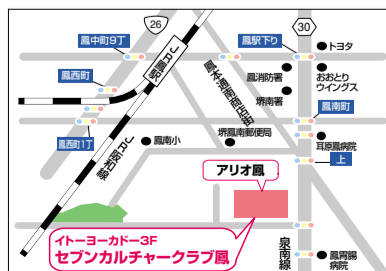 26
30
鳳中町9丁
鳳駅下り
トヨタ
JR鳳駅
鳳西町
鳳本通南商店街
鳳消防署
おおとり
ウイングス
堺南署
鳳南町
鳳西町1丁
JR阪和線
鳳南小
堺鳳南郵便局
耳原鳳病院
上
アリオ鳳
イトーヨーカドー3F
セブンカルチャークラブ鳳
泉南線
鳳胃腸
病院